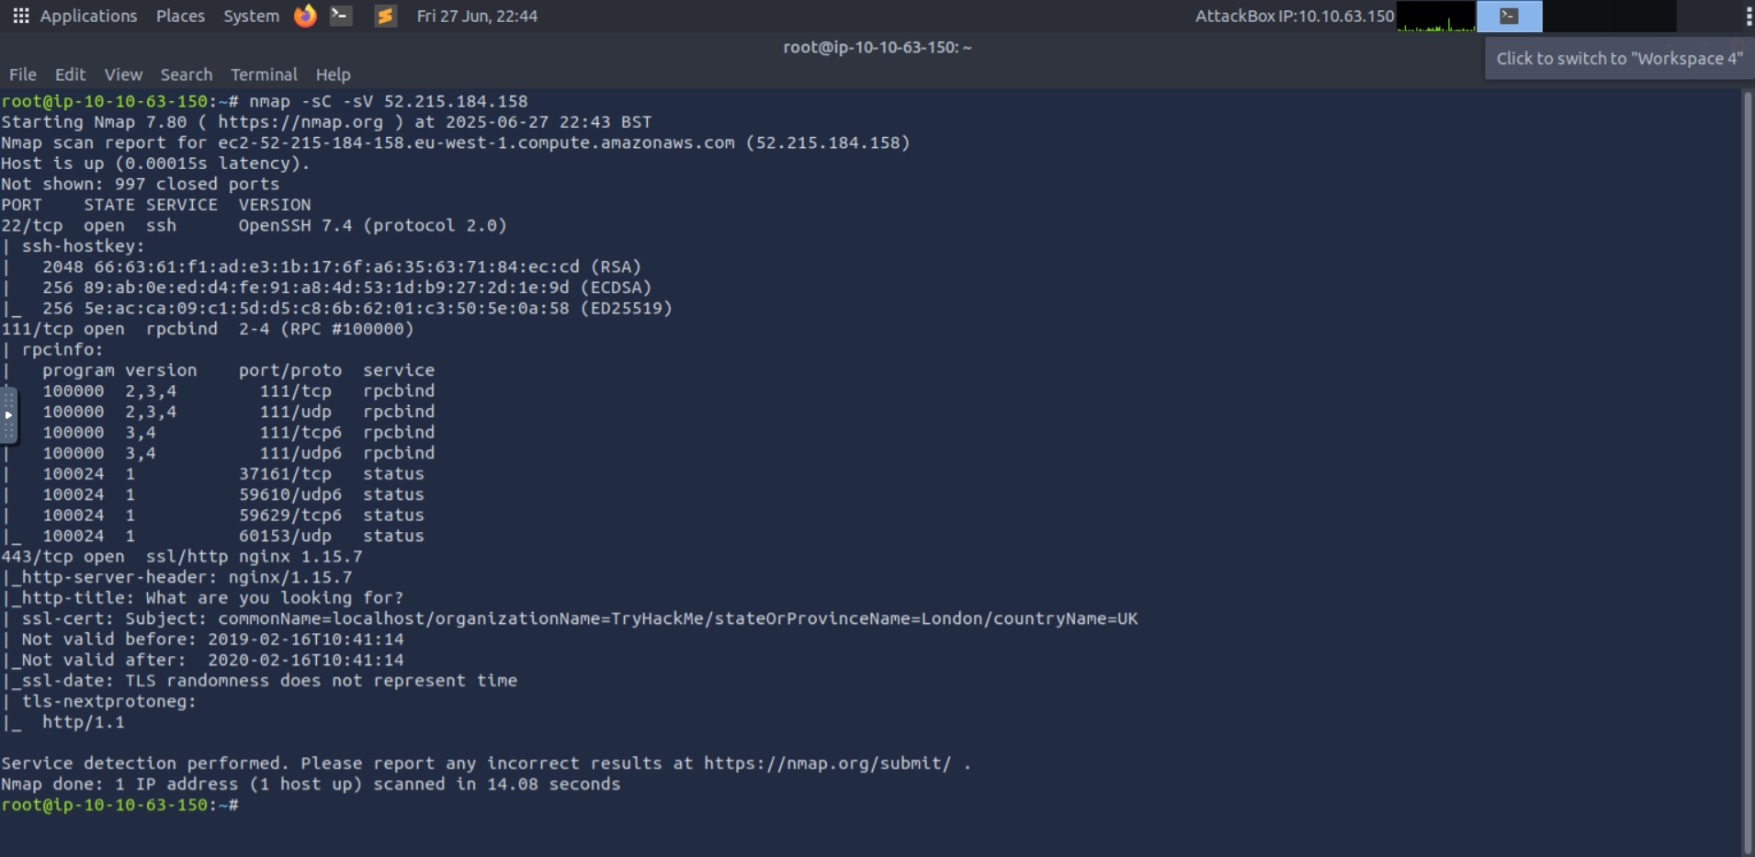 Applications Places System Fri 27 Jun, 22:44 AttackBox IP:10.10.63.150
root@ip-10-10-63-150: ~
Click to switch to "Workspace 4"
File Edit View Search Terminal Help
root@ip-10-10-63-150:~# nmap -sC -sV 52.215.184.158
Starting Nmap 7.80 ( https://nmap.org ) at 2025-06-27 22:43 BST
Nmap scan report for ec2-52-215-184-158.eu-west-1.compute.amazonaws.com (52.215.184.158)
Host is up (0.00015s latency).
Not shown: 997 closed ports
PORT    STATE SERVICE  VERSION
22/tcp  open  ssh      OpenSSH 7.4 (protocol 2.0)
| ssh-hostkey:
|   2048 66:63:61:f1:ad:e3:1b:17:6f:a6:35:63:71:84:ec:cd (RSA)
|   256 89:ab:0e:ed:d4:fe:91:a8:4d:53:1d:b9:27:2d:1e:9d (ECDSA)
|_  256 5e:ac:ca:09:c1:5d:d5:c8:6b:62:01:c3:50:5e:0a:58 (ED25519)
111/tcp open  rpcbind  2-4 (RPC #100000)
| rpcinfo:
|   program version    port/proto  service
|   100000  2,3,4        111/tcp   rpcbind
|   100000  2,3,4        111/udp   rpcbind
|   100000  3,4          111/tcp6  rpcbind
|   100000  3,4          111/udp6  rpcbind
|   100024  1          37161/tcp   status
|   100024  1          59610/udp6  status
|   100024  1          59629/tcp6  status
|_  100024  1          60153/udp   status
443/tcp open  ssl/http nginx 1.15.7
|_http-server-header: nginx/1.15.7
|_http-title: What are you looking for?
| ssl-cert: Subject: commonName=localhost/organizationName=TryHackMe/stateOrProvinceName=London/countryName=UK
| Not valid before: 2019-02-16T10:41:14
|_Not valid after:  2020-02-16T10:41:14
|_ssl-date: TLS randomness does not represent time
| tls-nextprotoneg:
|_  http/1.1
Service detection performed. Please report any incorrect results at https://nmap.org/submit/ .
Nmap done: 1 IP address (1 host up) scanned in 14.08 seconds
root@ip-10-10-63-150:~#